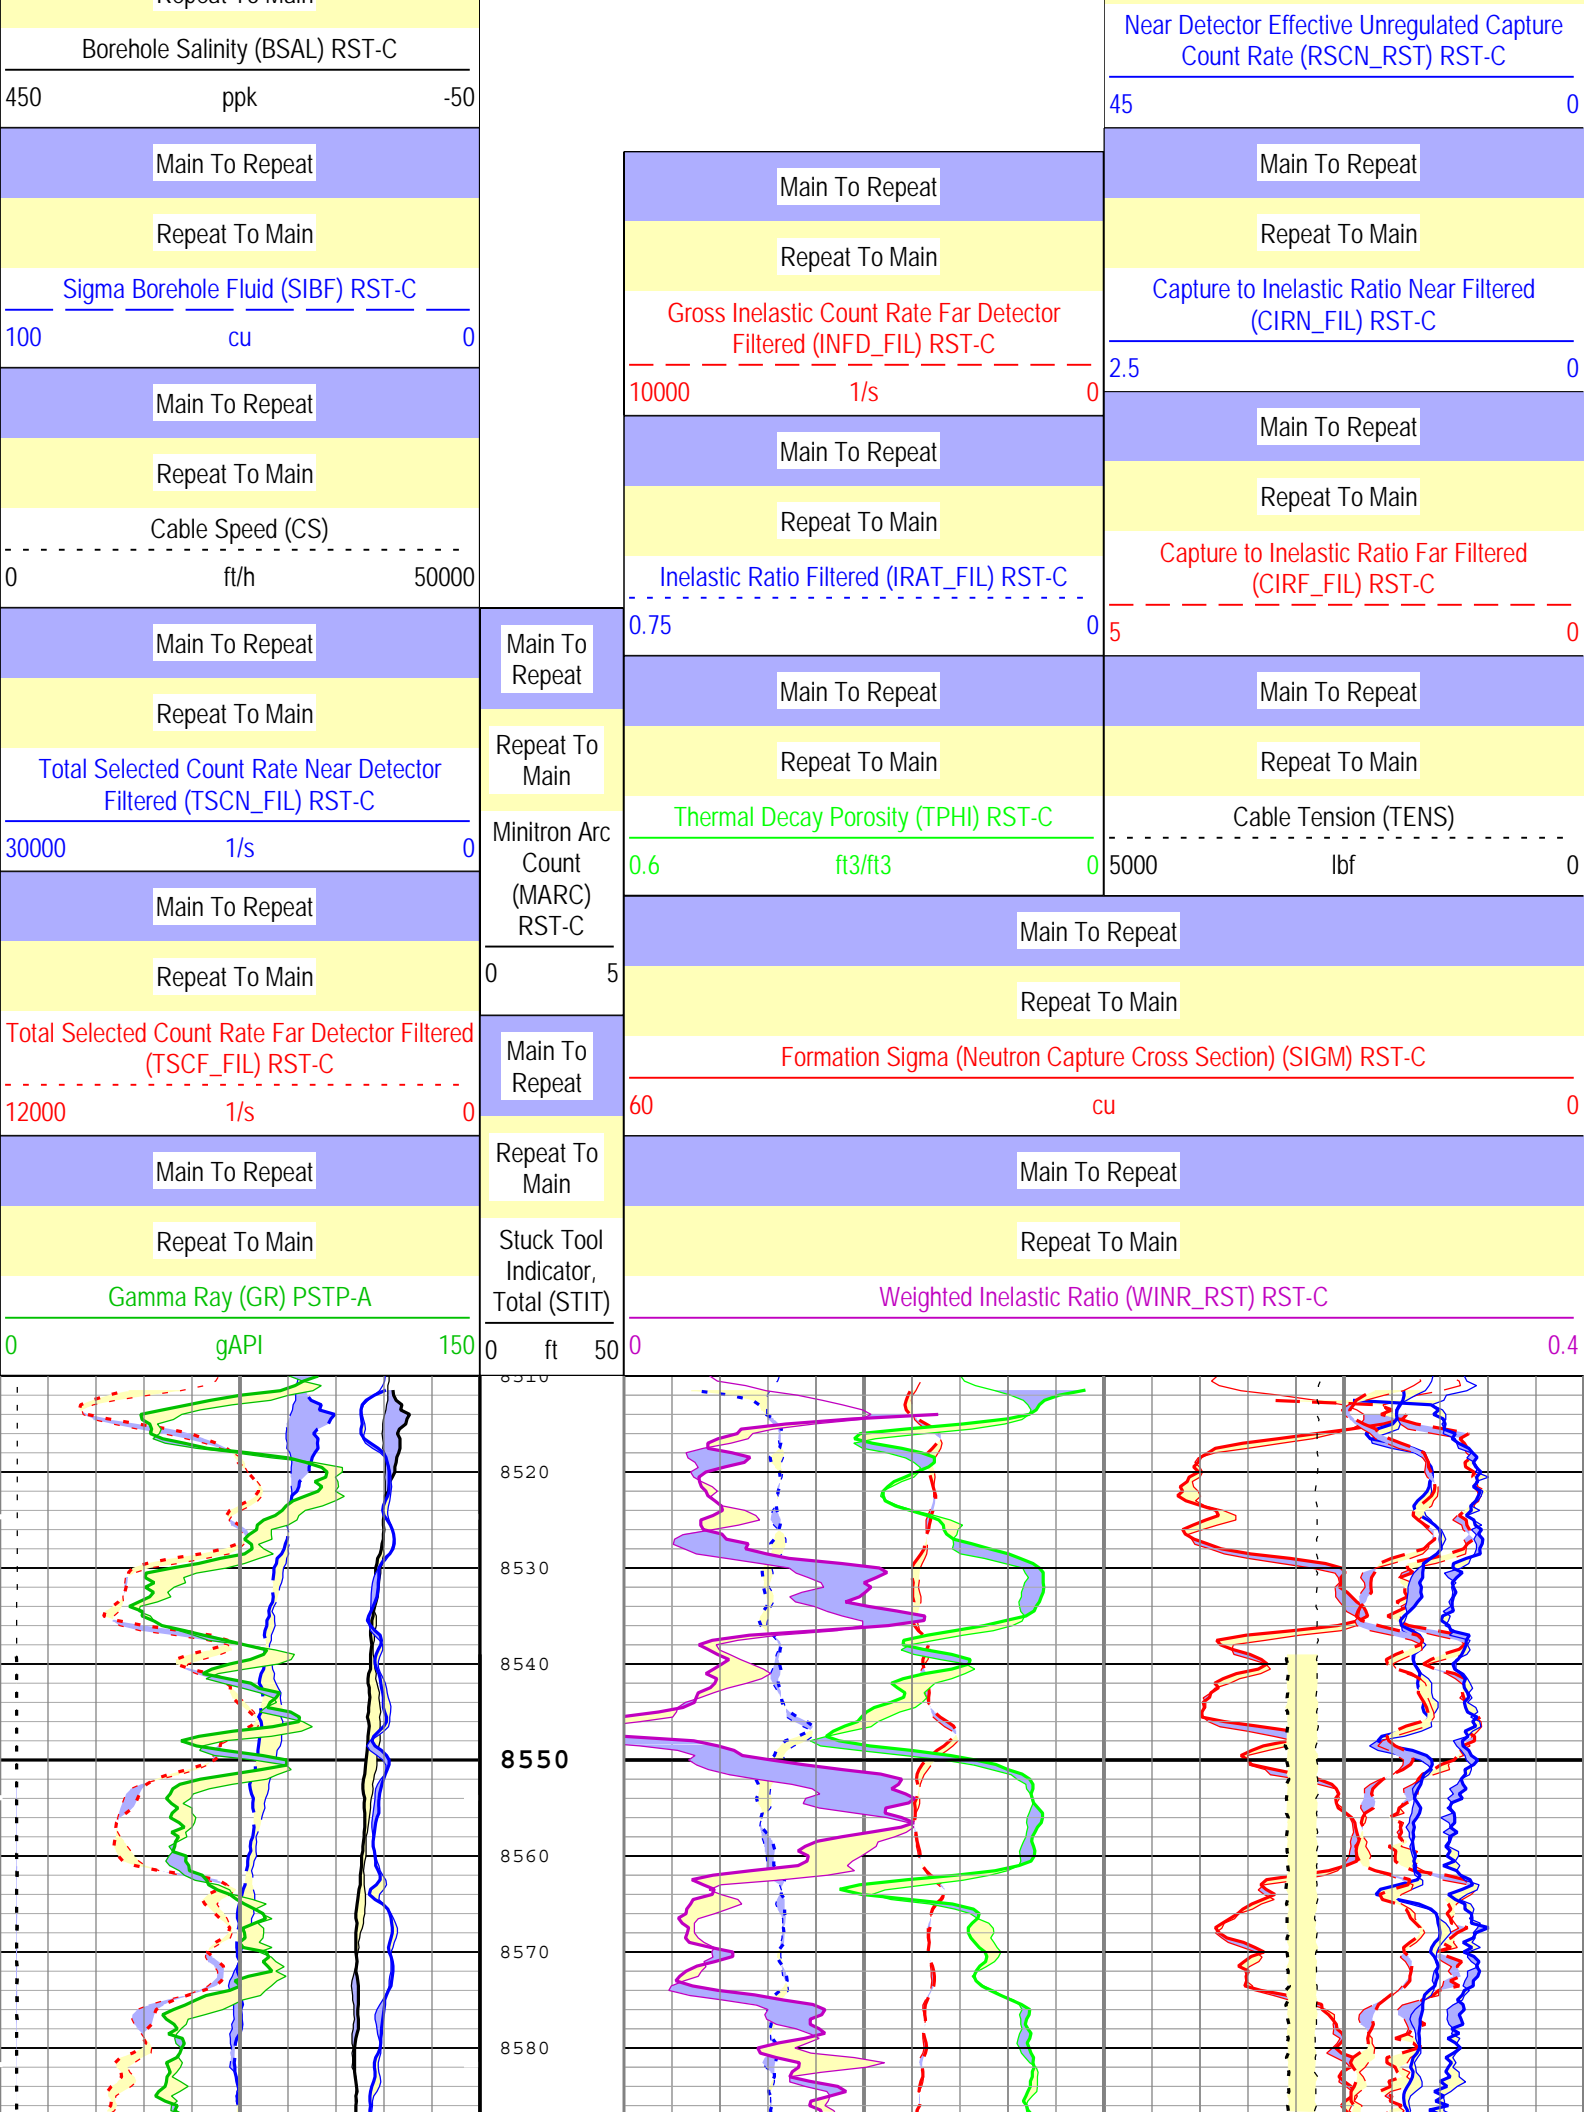 Repeat To Main
Borehole Salinity (BSAL) RST-C
450 ppk -50
Main To Repeat
Repeat To Main
Sigma Borehole Fluid (SIBF) RST-C
100 cu 0
Main To Repeat
Repeat To Main
Cable Speed (CS)
0 ft/h 50000
Main To Repeat
Repeat To Main
Total Selected Count Rate Near Detector
Filtered (TSCN_FIL) RST-C
30000 1/s 0
Main To Repeat
Repeat To Main
Total Selected Count Rate Far Detector Filtered
(TSCF_FIL) RST-C
12000 1/s 0
Main To Repeat
Repeat To Main
Gamma Ray (GR) PSTP-A
0 gAPI 150
Main To
Repeat
Repeat To
Main
Minitron Arc
Count
(MARC)
RST-C
0 5
Main To
Repeat
Repeat To
Main
Stuck Tool
Indicator,
Total (STIT)
0 ft 50
Main To Repeat
Repeat To Main
Gross Inelastic Count Rate Far Detector
Filtered (INFD_FIL) RST-C
10000 1/s 0
Main To Repeat
Repeat To Main
Inelastic Ratio Filtered (IRAT_FIL) RST-C
0.75 0
Main To Repeat
Repeat To Main
Thermal Decay Porosity (TPHI) RST-C
0.6 ft3/ft3 0
Near Detector Effective Unregulated Capture
Count Rate (RSCN_RST) RST-C
45 0
Main To Repeat
Repeat To Main
Capture to Inelastic Ratio Near Filtered
(CIRN_FIL) RST-C
2.5 0
Main To Repeat
Repeat To Main
Capture to Inelastic Ratio Far Filtered
(CIRF_FIL) RST-C
5 0
Main To Repeat
Repeat To Main
Cable Tension (TENS)
5000 lbf 0
Main To Repeat
Repeat To Main
Formation Sigma (Neutron Capture Cross Section) (SIGM) RST-C
60 cu 0
Main To Repeat
Repeat To Main
Weighted Inelastic Ratio (WINR_RST) RST-C
0 0.4
8510
8520
8530
8540
8550
8560
8570
8580